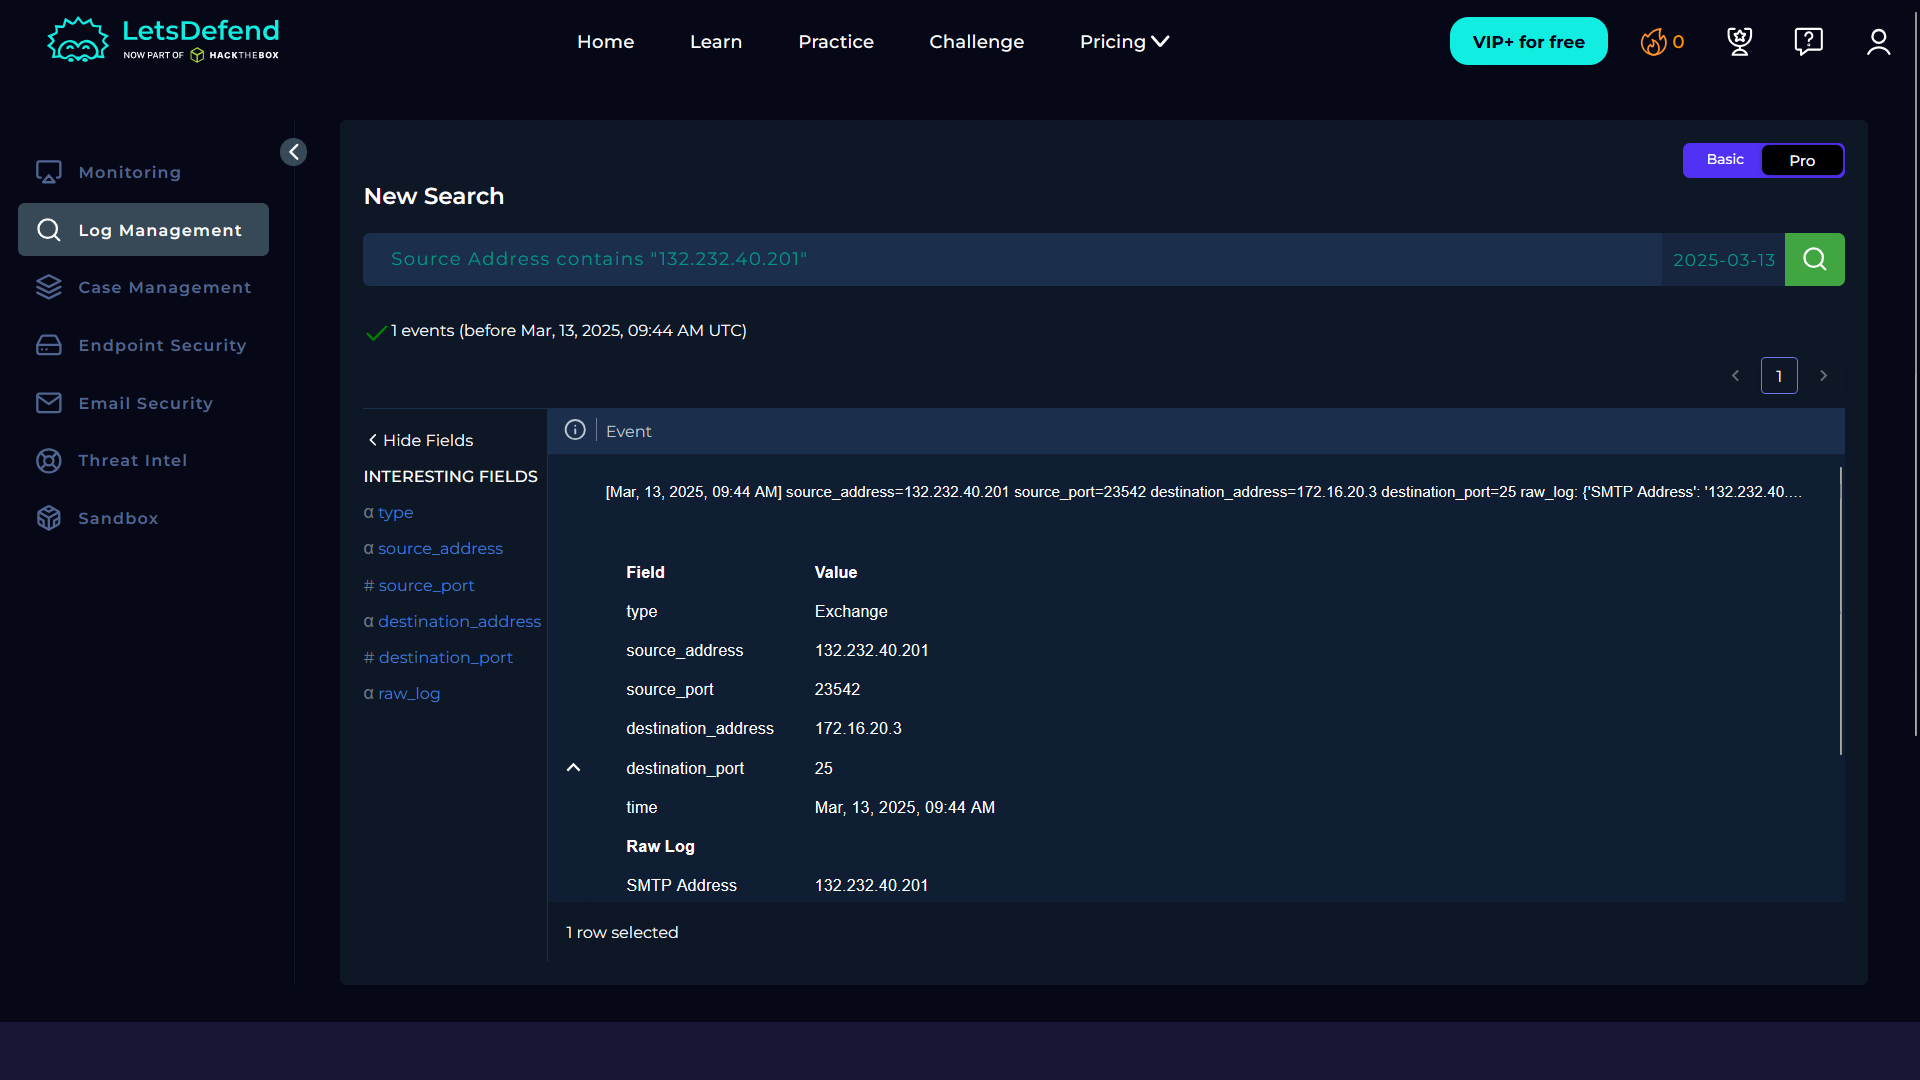 LetsDefend
NOW PART OF HACKTHEBOX
Home
Learn
Practice
Challenge
Pricing
VIP+ for free
0
Monitoring
Log Management
Case Management
Endpoint Security
Email Security
Threat Intel
Sandbox
Basic
Pro
New Search
Source Address contains "132.232.40.201"
2025-03-13
1 events (before Mar, 13, 2025, 09:44 AM UTC)
1
Hide Fields
INTERESTING FIELDS
α type
α source_address
# source_port
α destination_address
# destination_port
α raw_log
Event
[Mar, 13, 2025, 09:44 AM] source_address=132.232.40.201 source_port=23542 destination_address=172.16.20.3 destination_port=25 raw_log: {'SMTP Address': '132.232.40....
Field Value
type Exchange
source_address 132.232.40.201
source_port 23542
destination_address 172.16.20.3
destination_port 25
time Mar, 13, 2025, 09:44 AM
Raw Log
SMTP Address 132.232.40.201
1 row selected